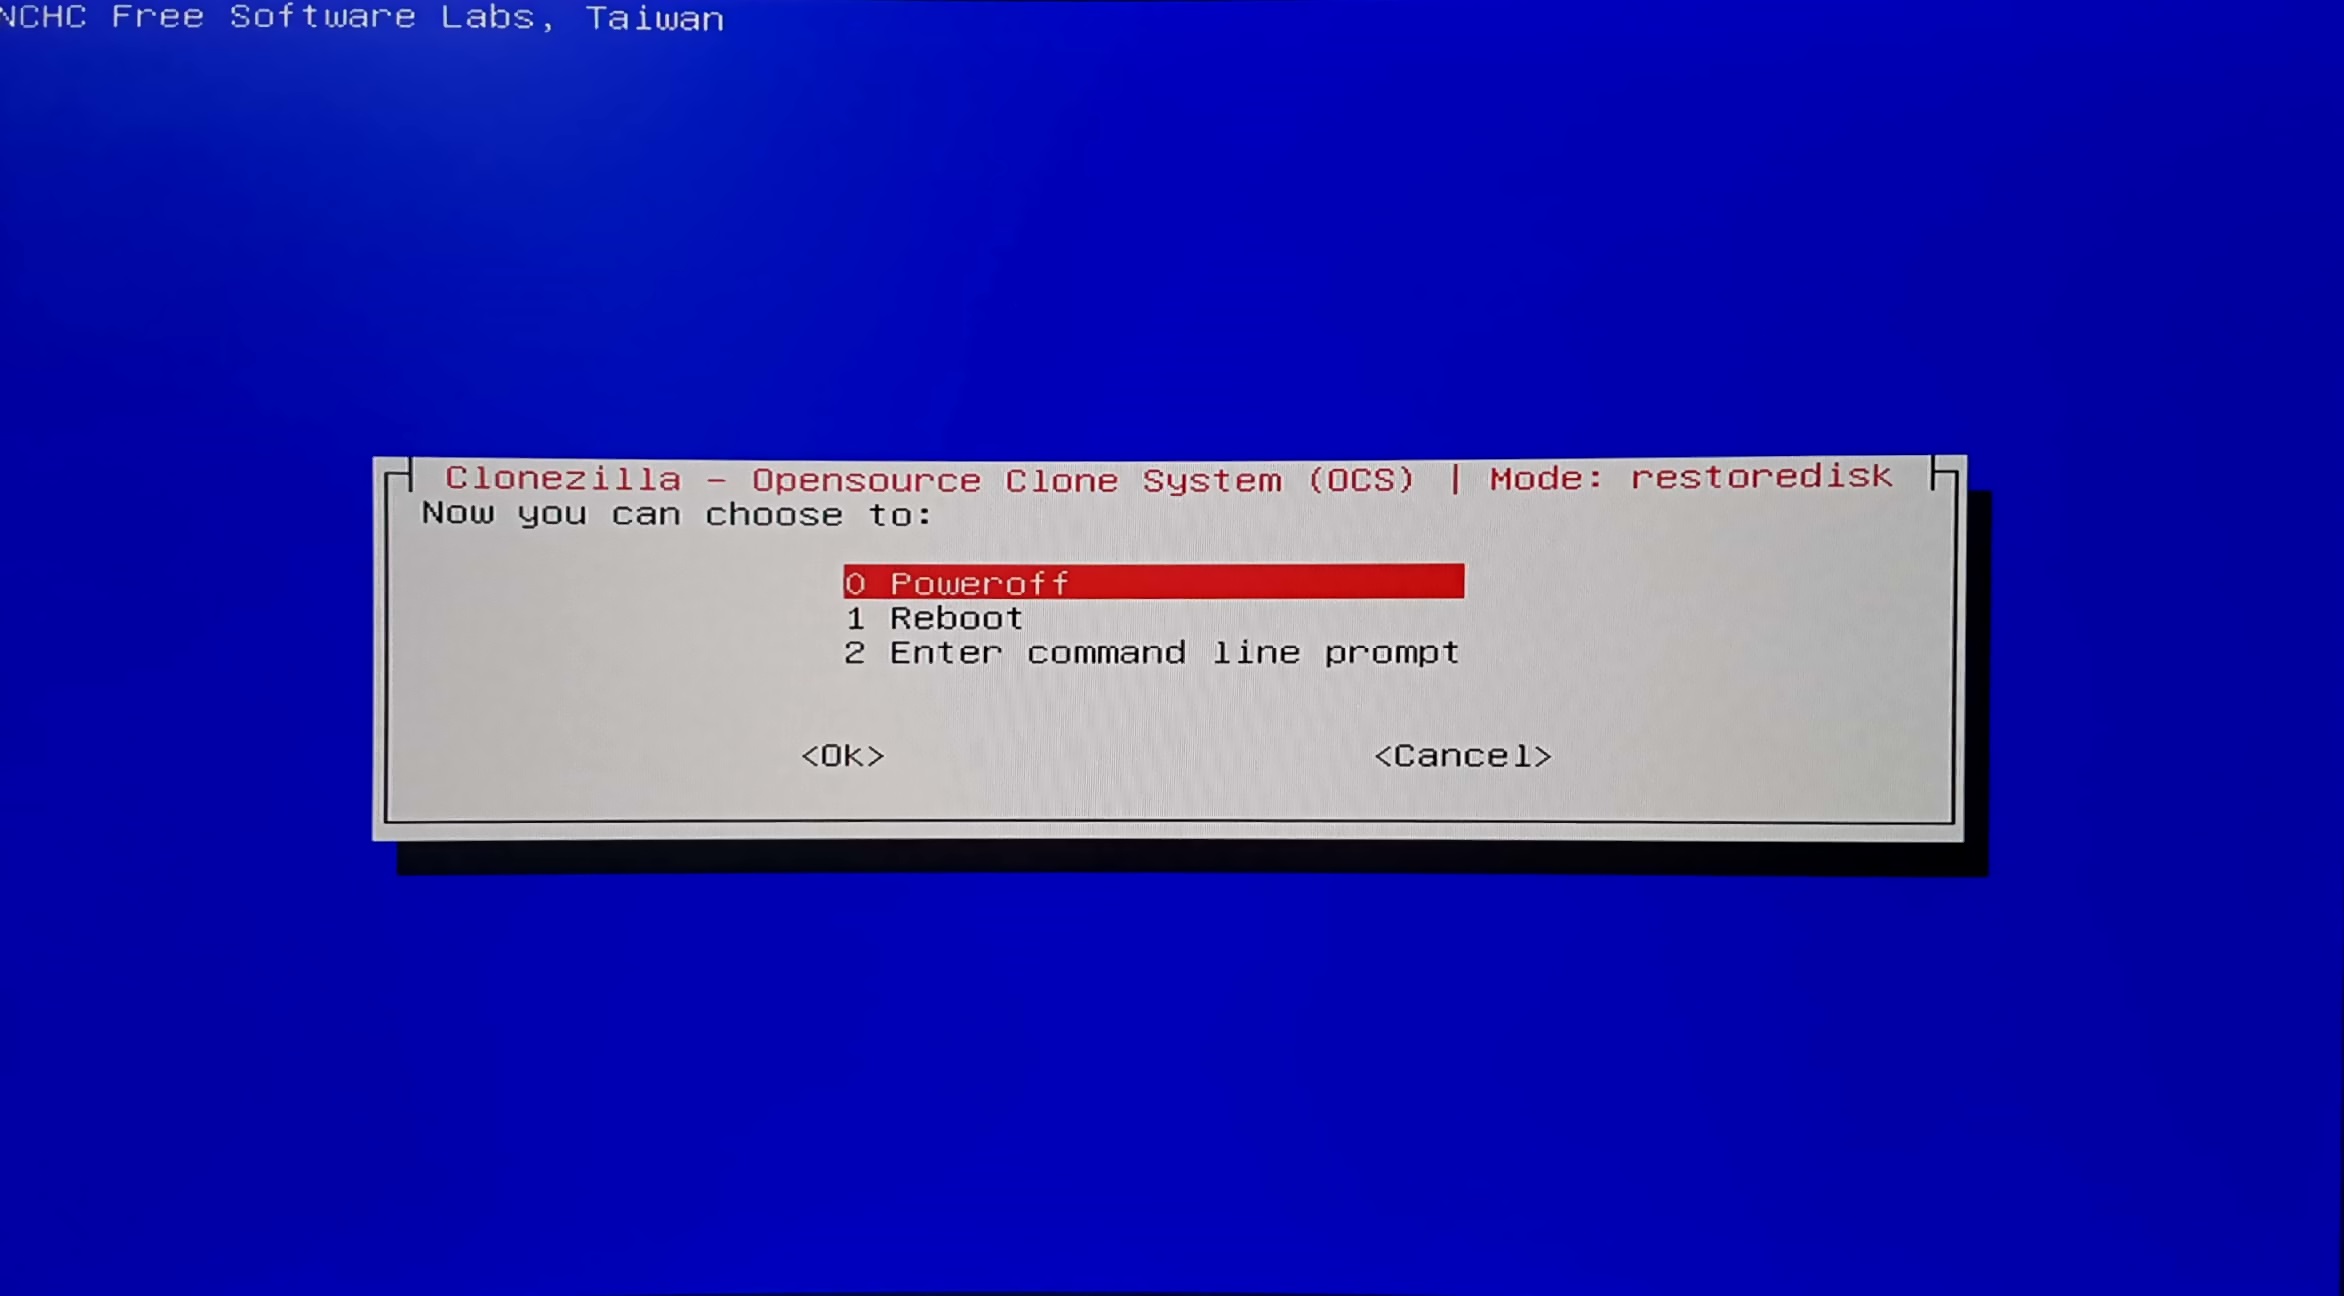 NCHC Free Software Labs, Taiwan
Clonezilla - Opensource Clone System (OCS) | Mode: restoredisk
Now you can choose to:
0 Poweroff
1 Reboot
2 Enter command line prompt
<Ok> <Cancel>